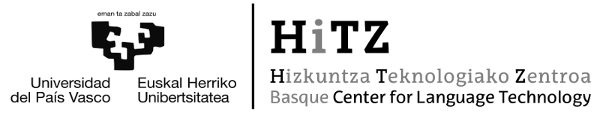 eman ta zabal zazu
Universidad
del País Vasco
Euskal Herriko
Unibertsitatea
HiTZ
Hizkuntza Teknologiako Zentroa
Basque Center for Language Technology